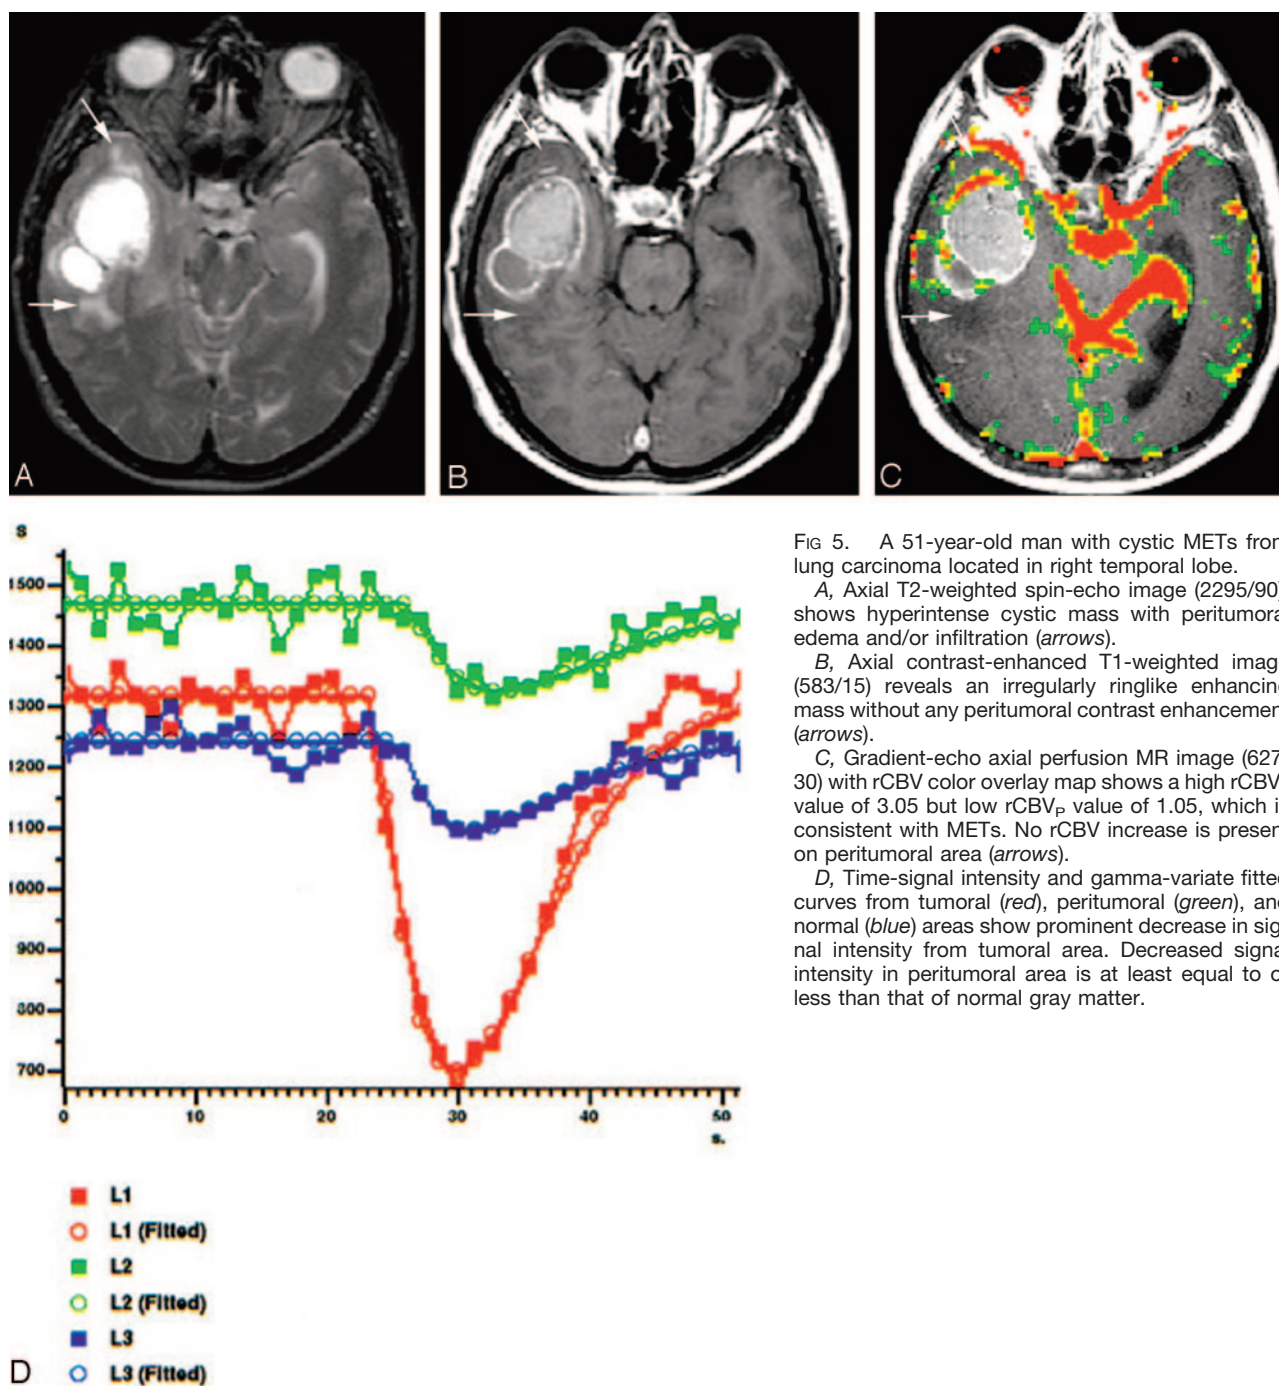 A
B
C
S
1500
1400
1300
1200
1100
1000
900
800
700
0
10
20
30
40
50
s.
L1
L1 (Fitted)
L2
L2 (Fitted)
L3
L3 (Fitted)
D
FIG 5. A 51-year-old man with cystic METs from
lung carcinoma located in right temporal lobe.
A, Axial T2-weighted spin-echo image (2295/90)
shows hyperintense cystic mass with peritumora
edema and/or infiltration (arrows).
B, Axial contrast-enhanced T1-weighted image
(583/15) reveals an irregularly ringlike enhancing
mass without any peritumoral contrast enhancemen
(arrows).
C, Gradient-echo axial perfusion MR image (627
30) with rCBV color overlay map shows a high rCBV
value of 3.05 but low rCBVP value of 1.05, which i
consistent with METs. No rCBV increase is presen
on peritumoral area (arrows).
D, Time-signal intensity and gamma-variate fitted
curves from tumoral (red), peritumoral (green), and
normal (blue) areas show prominent decrease in sig
nal intensity from tumoral area. Decreased signa
intensity in peritumoral area is at least equal to o
less than that of normal gray matter.